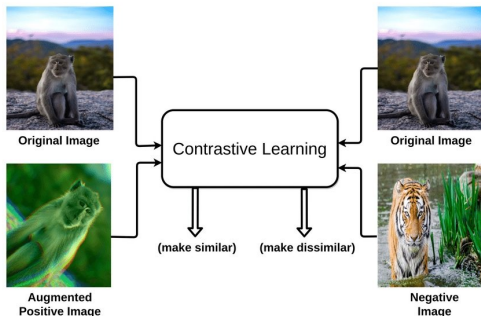 Original Image
Original Image
Contrastive Learning
(make similar)
(make dissimilar)
Augmented
Positive Image
Negative
Image